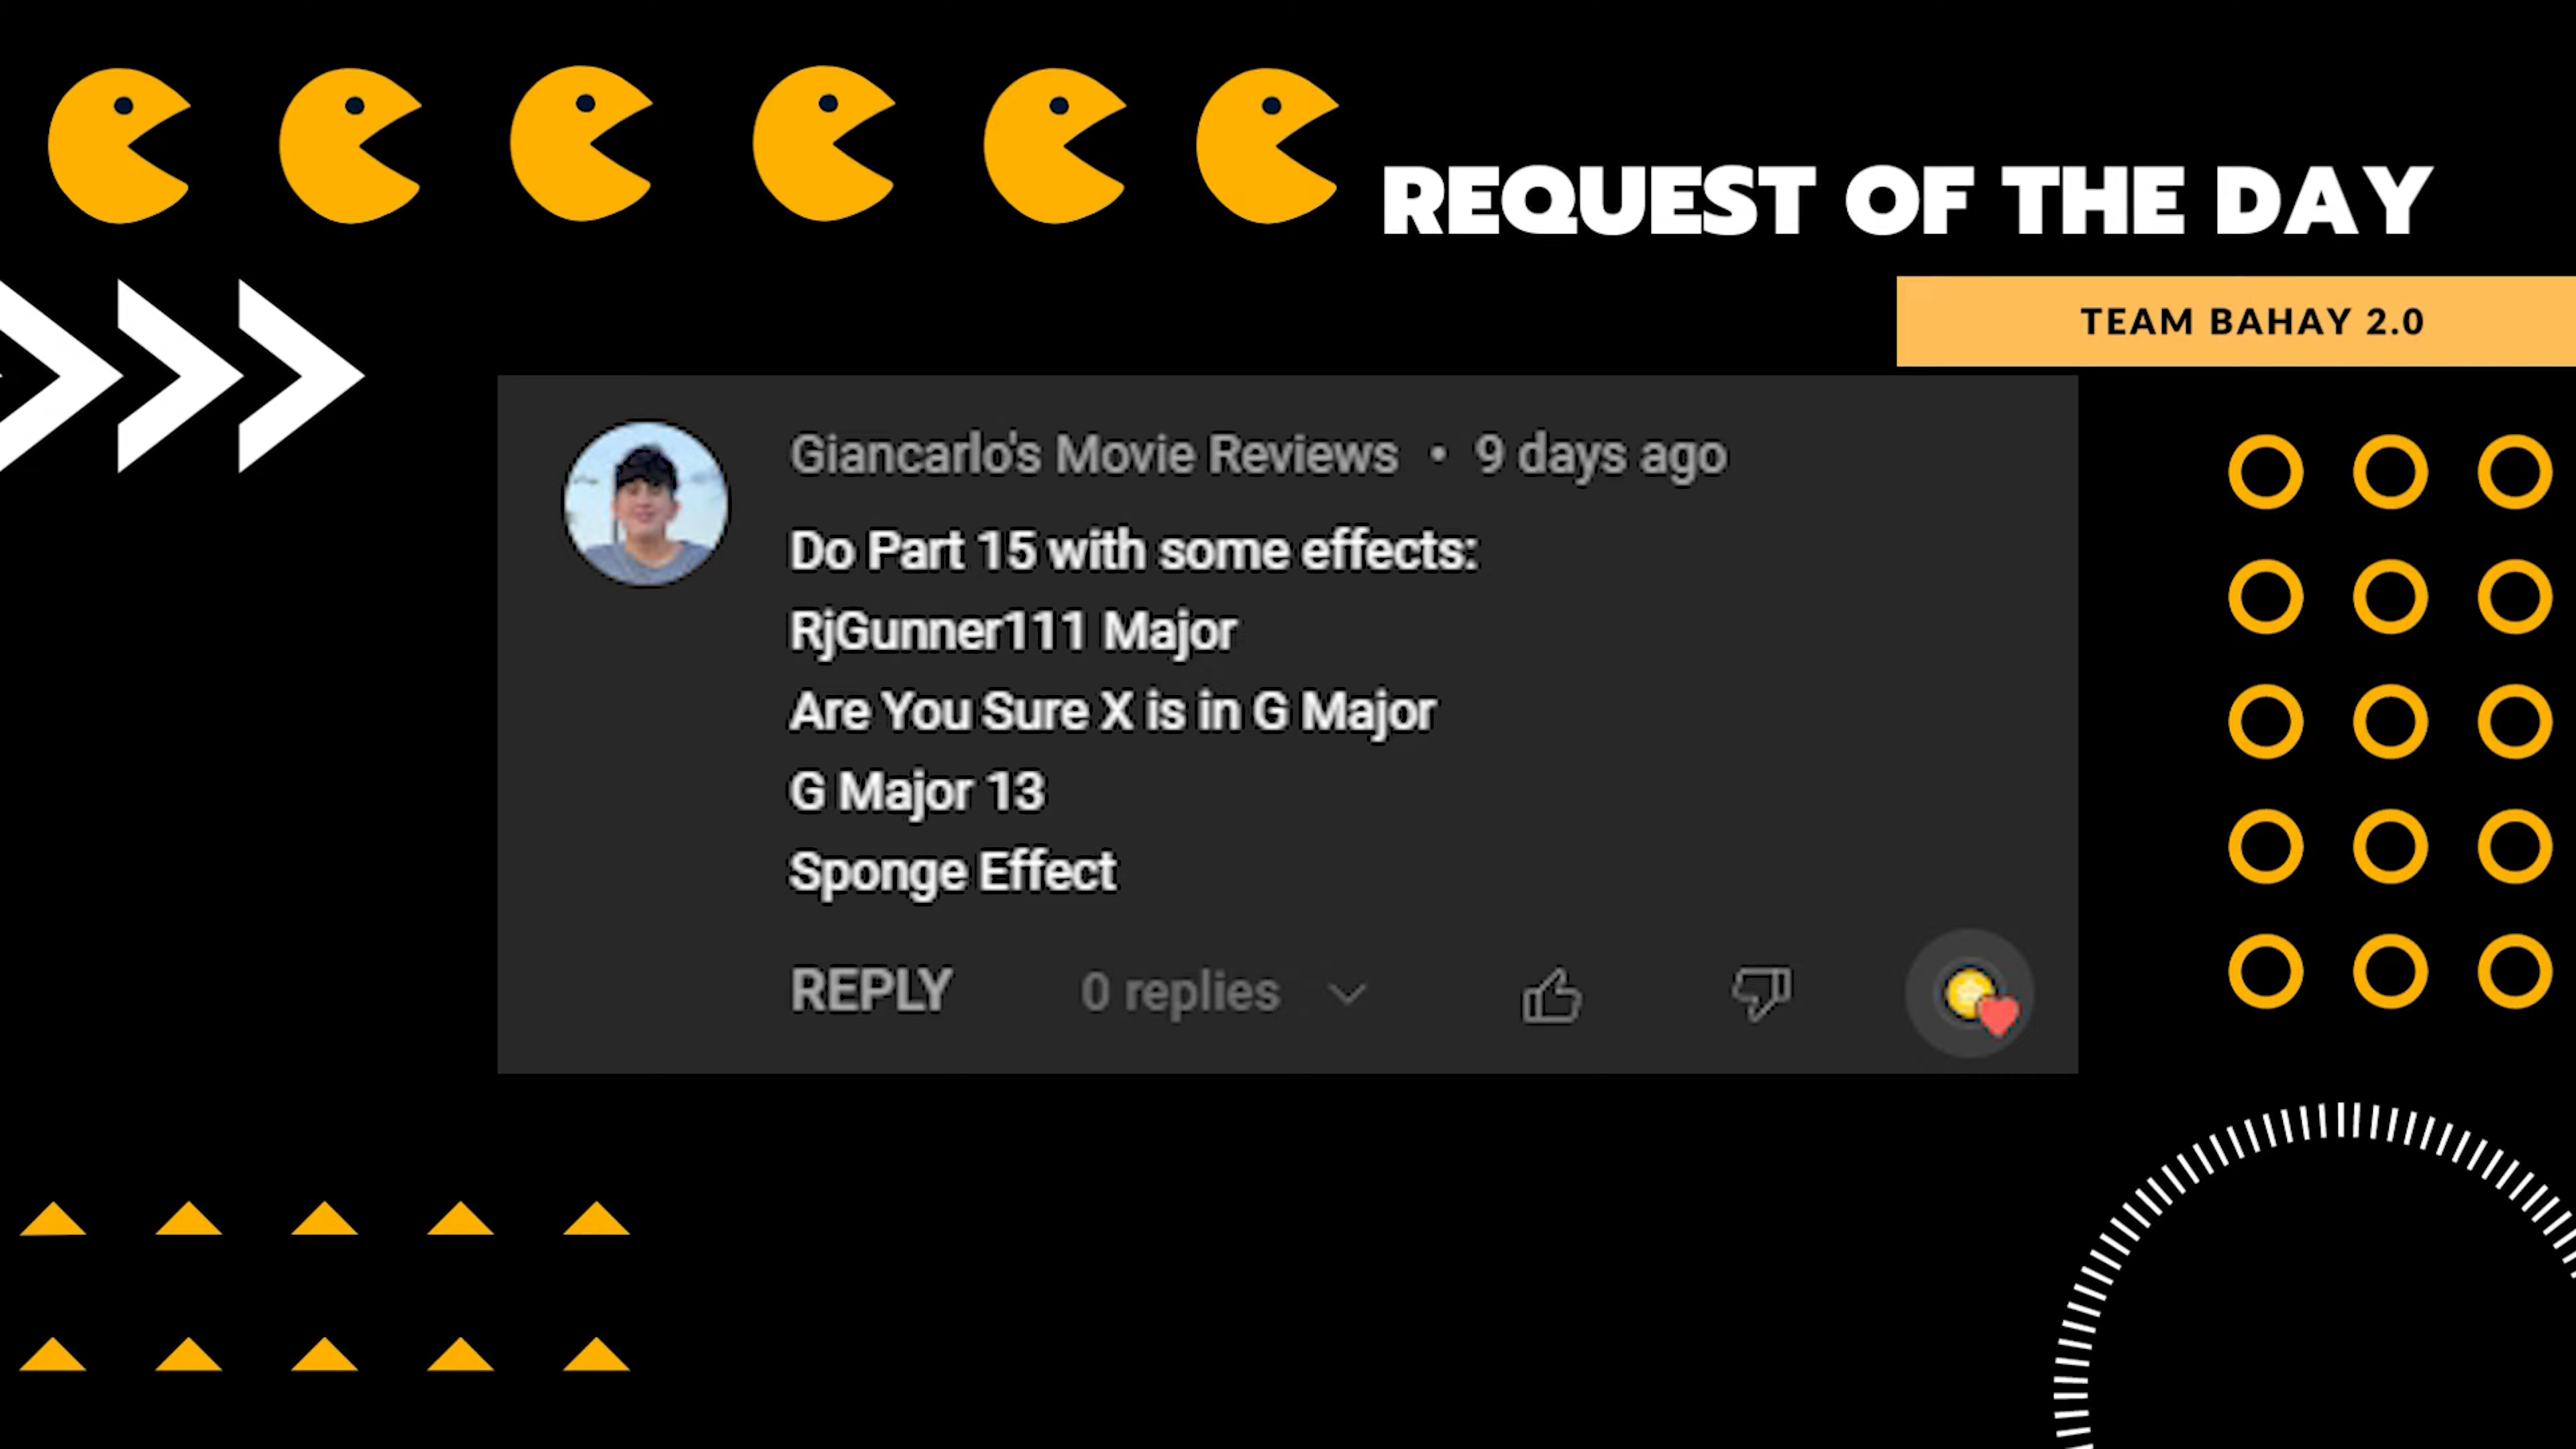 REQUEST OF THE DAY
TEAM BAHAY 2.0
Giancarlo's Movie Reviews • 9 days ago
Do Part 15 with some effects:
RjGunner111 Major
Are You Sure X is in G Major
G Major 13
Sponge Effect
REPLY 0 replies